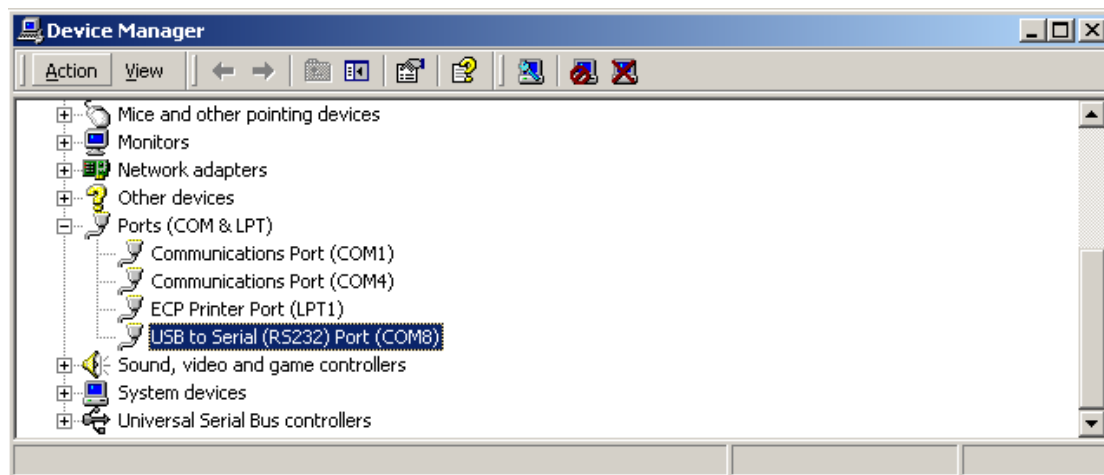 Device Manager
Action View
Mice and other pointing devices
Monitors
Network adapters
Other devices
Ports (COM & LPT)
Communications Port (COM1)
Communications Port (COM4)
ECP Printer Port (LPT1)
USB to Serial (RS232) Port (COM8)
Sound, video and game controllers
System devices
Universal Serial Bus controllers